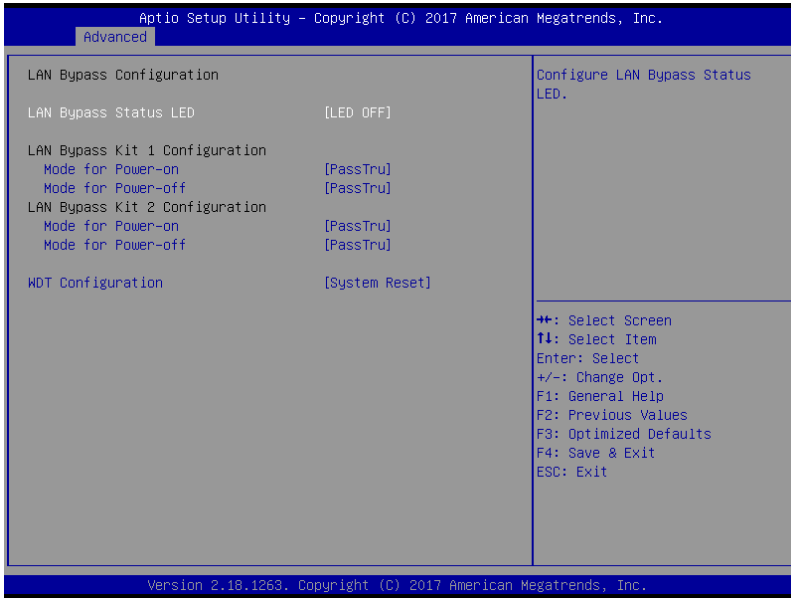 Aptio Setup Utility – Copyright (C) 2017 American Megatrends, Inc.
Advanced
LAN Bypass Configuration
LAN Bypass Status LED [LED OFF]
LAN Bypass Kit 1 Configuration
Mode for Power-on [PassTru]
Mode for Power-off [PassTru]
LAN Bypass Kit 2 Configuration
Mode for Power-on [PassTru]
Mode for Power-off [PassTru]
WDT Configuration [System Reset]
Configure LAN Bypass Status
LED.
→←: Select Screen
↑↓: Select Item
Enter: Select
+/-: Change Opt.
F1: General Help
F2: Previous Values
F3: Optimized Defaults
F4: Save & Exit
ESC: Exit
Version 2.18.1263. Copyright (C) 2017 American Megatrends, Inc.